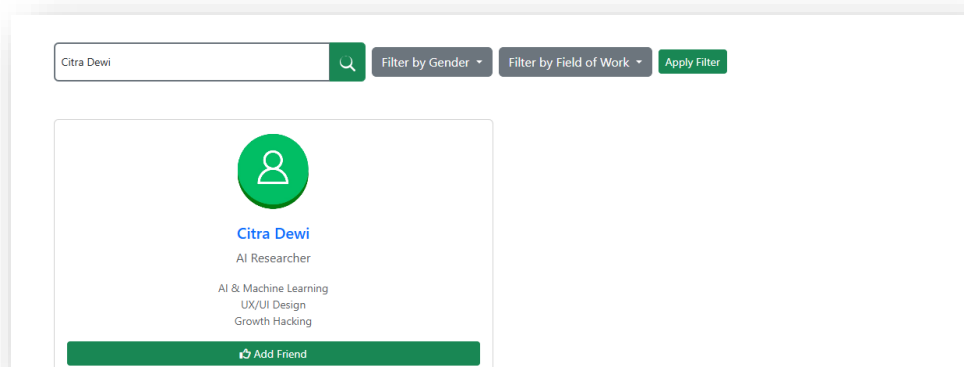 Citra Dewi
Filter by Gender
Filter by Field of Work
Apply Filter
Citra Dewi
AI Researcher
AI & Machine Learning
UX/UI Design
Growth Hacking
Add Friend